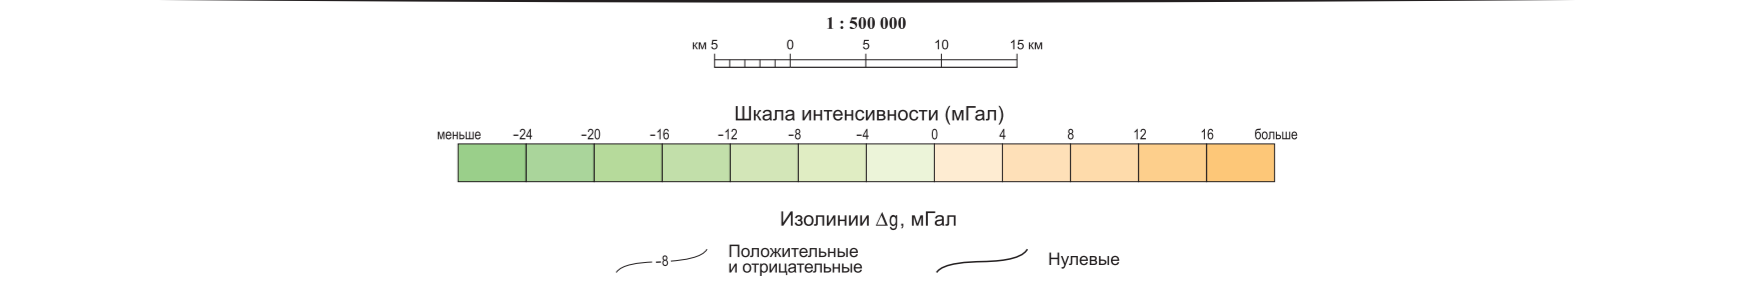 1 : 500 000
км 5 0 5 10 15 км
Шкала интенсивности (мГал)
меньше -24 -20 -16 -12 -8 -4 0 4 8 12 16 больше
Изолинии Δg, мГал
-8 Положительные
и отрицательные
Нулевые